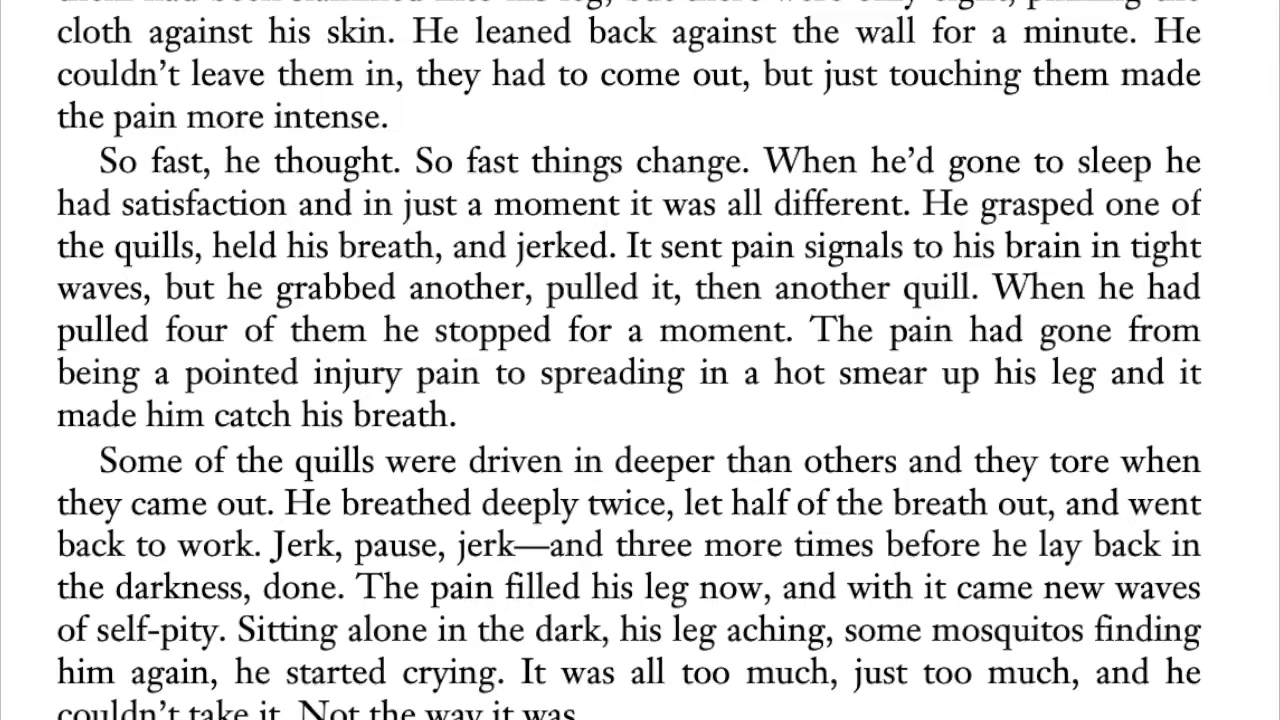 cloth against his skin. He leaned back against the wall for a minute. He
couldn’t leave them in, they had to come out, but just touching them made
the pain more intense.
So fast, he thought. So fast things change. When he’d gone to sleep he
had satisfaction and in just a moment it was all different. He grasped one of
the quills, held his breath, and jerked. It sent pain signals to his brain in tight
waves, but he grabbed another, pulled it, then another quill. When he had
pulled four of them he stopped for a moment. The pain had gone from
being a pointed injury pain to spreading in a hot smear up his leg and it
made him catch his breath.
Some of the quills were driven in deeper than others and they tore when
they came out. He breathed deeply twice, let half of the breath out, and went
back to work. Jerk, pause, jerk—and three more times before he lay back in
the darkness, done. The pain filled his leg now, and with it came new waves
of self-pity. Sitting alone in the dark, his leg aching, some mosquitos finding
him again, he started crying. It was all too much, just too much, and he
couldn’t take it. Not the way it was.